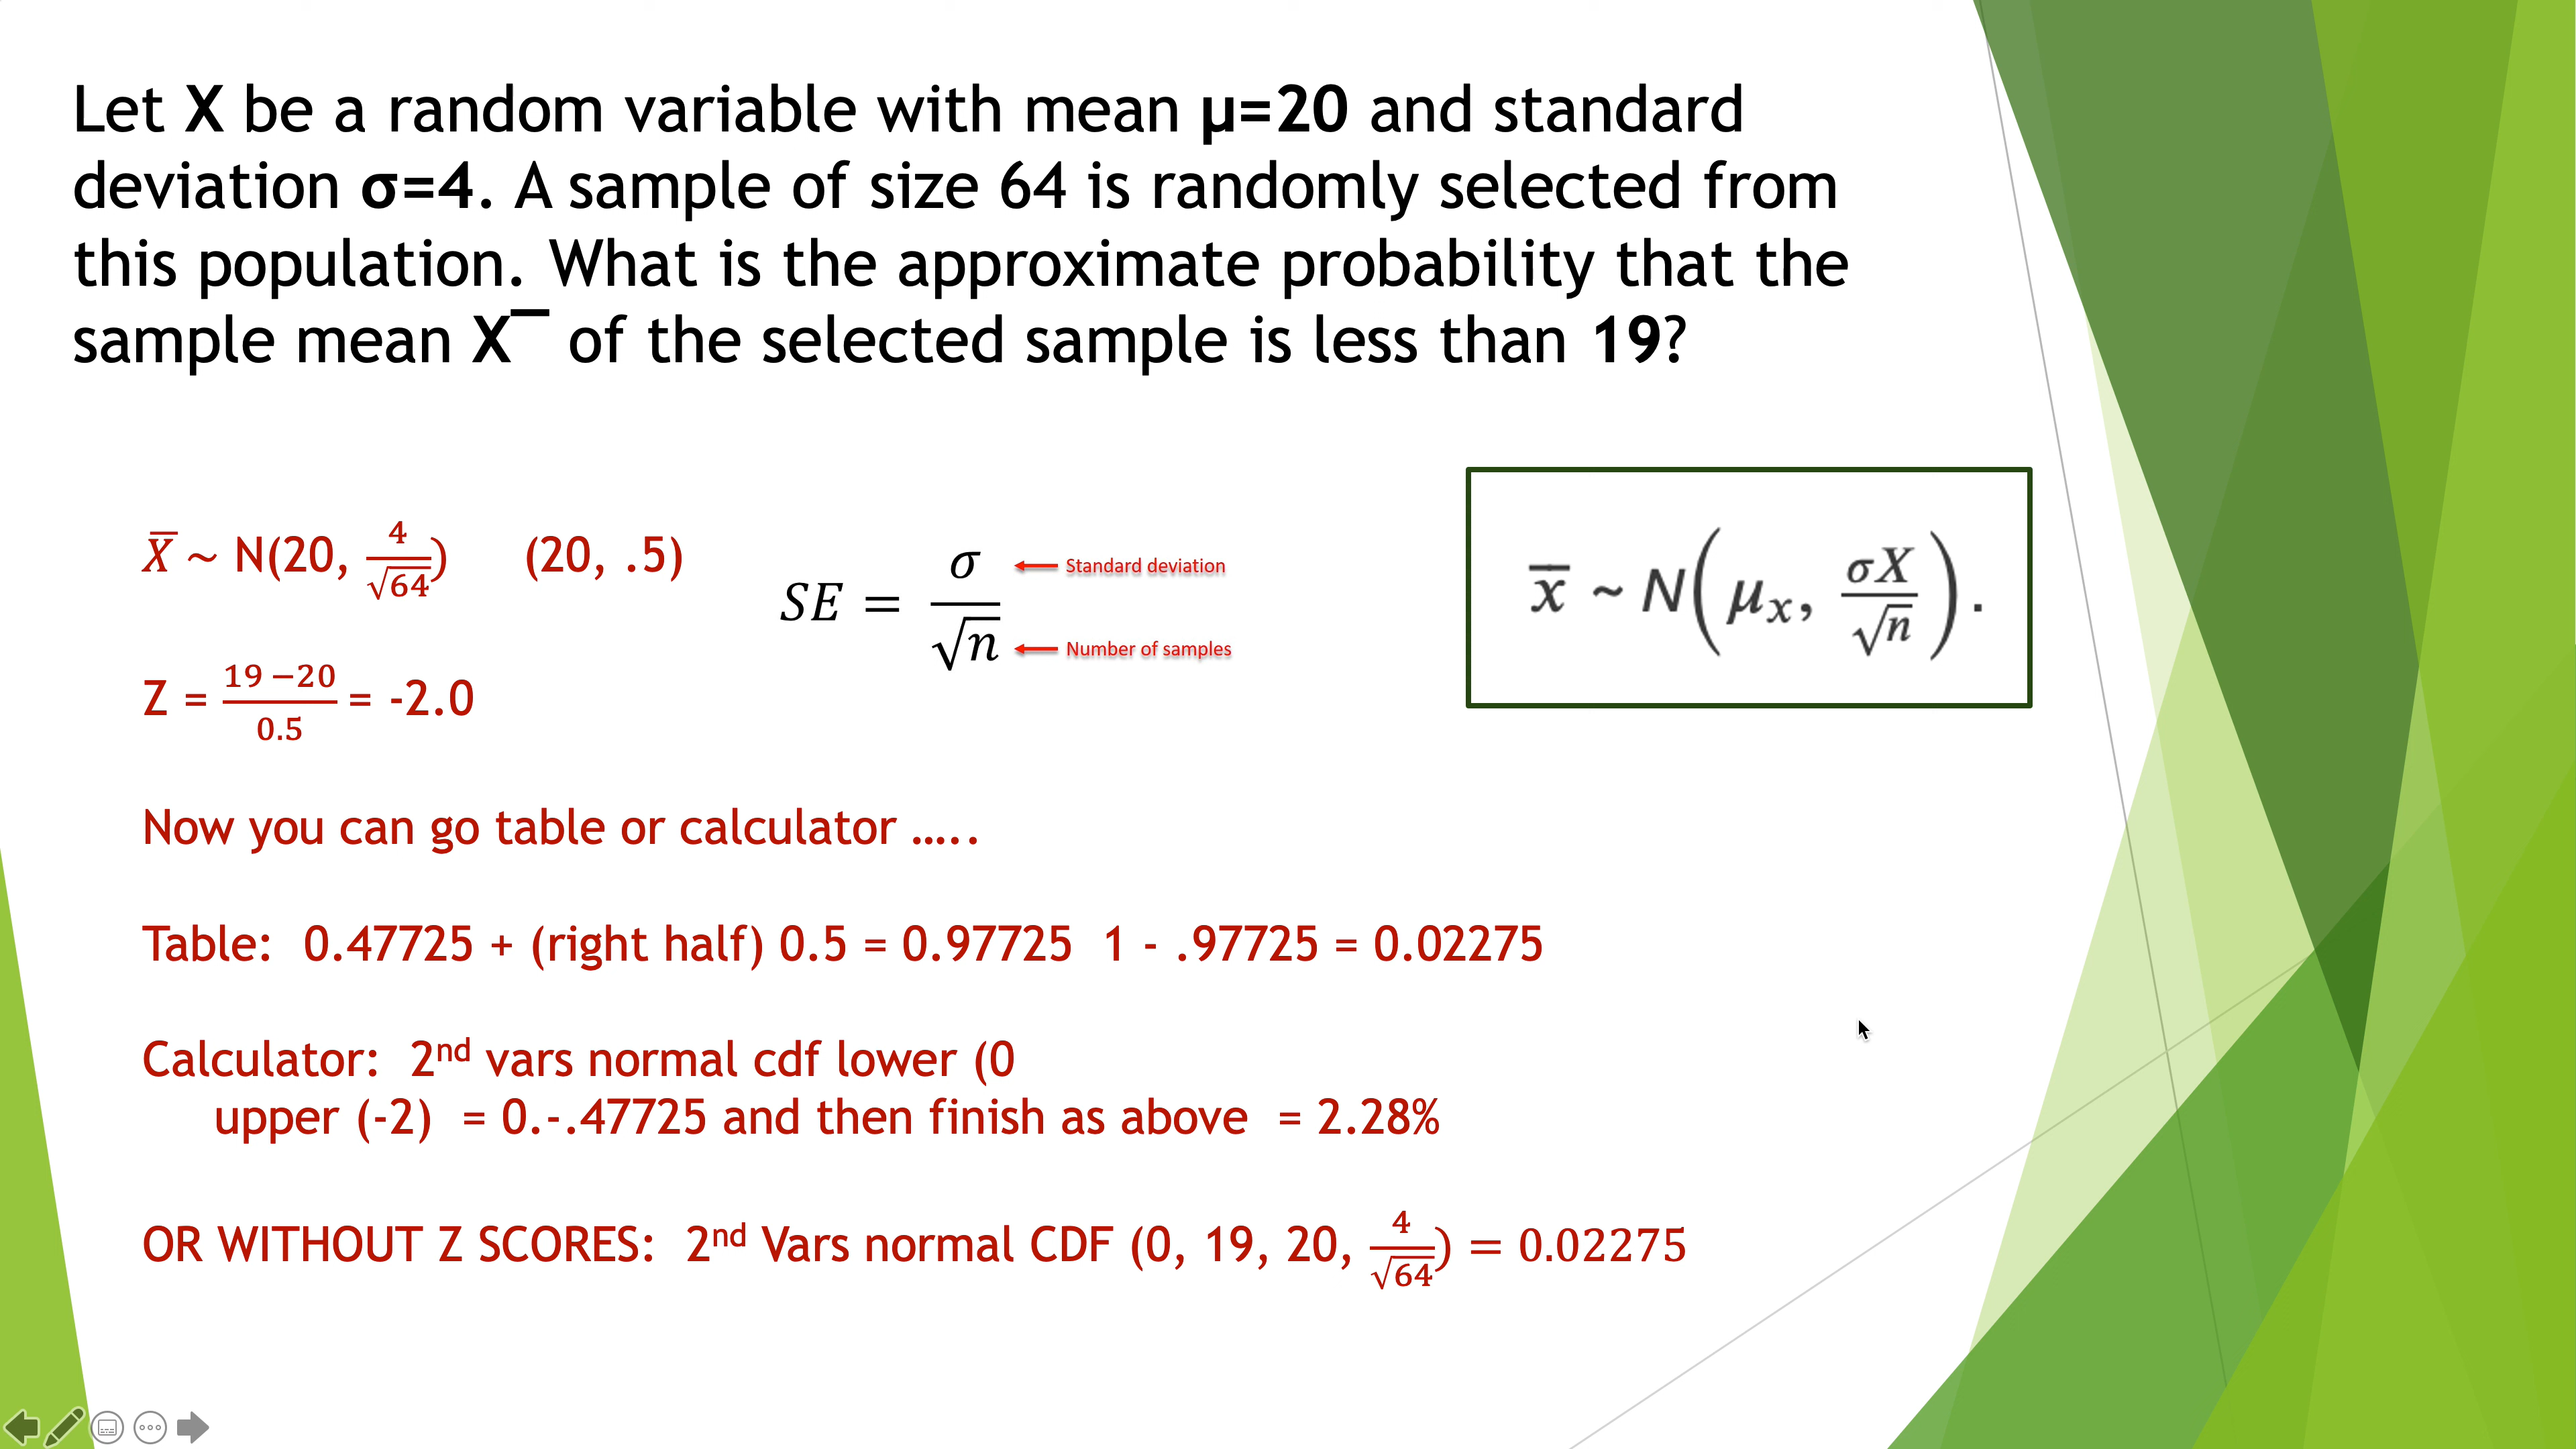 Let X be a random variable with mean μ=20 and standard
deviation σ=4. A sample of size 64 is randomly selected from
this population. What is the approximate probability that the
sample mean X¯ of the selected sample is less than 19?
X̅ ~ N(20, 4/√64) (20, .5)
SE = σ/√n
Standard deviation
Number of samples
x̅ ~ N(μx, σX/√n).
Z = 19 −20/0.5 = -2.0
Now you can go table or calculator …..
Table: 0.47725 + (right half) 0.5 = 0.97725 1 - .97725 = 0.02275
Calculator: 2nd vars normal cdf lower (0
upper (-2) = 0.-.47725 and then finish as above = 2.28%
OR WITHOUT Z SCORES: 2nd Vars normal CDF (0, 19, 20, 4/√64) = 0.02275